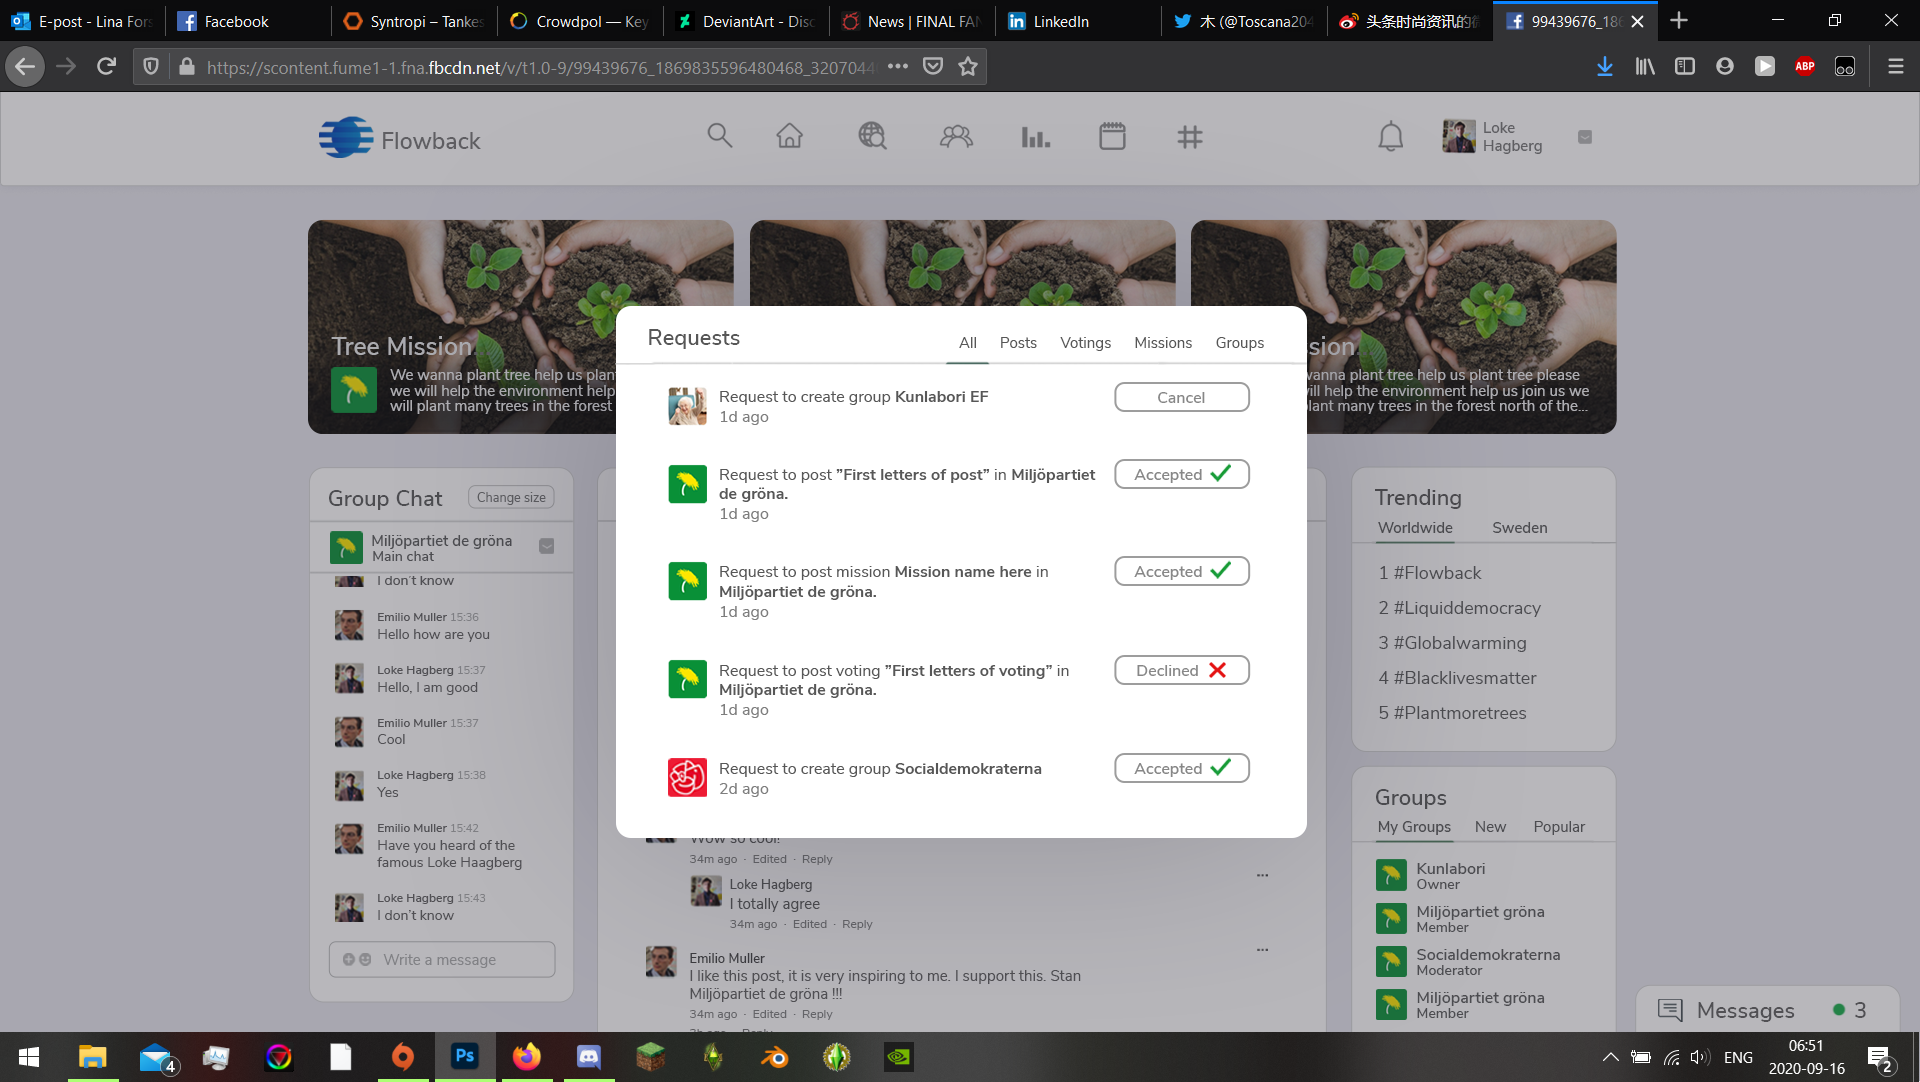 E-post – Lina Fors
Facebook
Syntropi – Tankes
Crowdpol — Key
DeviantArt - Disc
News | FINAL FAN
LinkedIn
木 (@Toscana204
头条时尚资讯的
99439676_186
https://scontent.fume1-1.fna.fbcdn.net/v/t1.0-9/99439676_1869835596480468_3207044
ABP
Flowback
Loke
Hagberg
Tree Mission..
We wanna plant tree help us plan
we will help the environment help
will plant many trees in the forest
sion..
vanna plant tree help us plant tree please
vill help the environment help us join us we
lant many trees in the forest north of the...
Requests
All
Posts
Votings
Missions
Groups
Request to create group Kunlabori EF
1d ago
Cancel
Request to post ”First letters of post” in Miljöpartiet
de gröna.
1d ago
Accepted
Request to post mission Mission name here in
Miljöpartiet de gröna.
1d ago
Accepted
Request to post voting ”First letters of voting” in
Miljöpartiet de gröna.
1d ago
Declined
Request to create group Socialdemokraterna
2d ago
Accepted
Group Chat
Change size
Miljöpartiet de gröna
Main chat
I don't know
Emilio Muller 15:36
Hello how are you
Loke Hagberg 15:37
Hello, I am good
Emilio Muller 15:37
Cool
Loke Hagberg 15:38
Yes
Emilio Muller 15:42
Have you heard of the
famous Loke Haagberg
Loke Hagberg 15:43
I don't know
Write a message
Wow so cool!
34m ago · Edited · Reply
Loke Hagberg
I totally agree
34m ago · Edited · Reply
Emilio Muller
I like this post, it is very inspiring to me. I support this. Stan
Miljöpartiet de gröna !!!
34m ago · Edited · Reply
Trending
Worldwide
Sweden
1 #Flowback
2 #Liquiddemocracy
3 #Globalwarming
4 #Blacklivesmatter
5 #Plantmoretrees
Groups
My Groups
New
Popular
Kunlabori
Owner
Miljöpartiet gröna
Member
Socialdemokraterna
Moderator
Miljöpartiet gröna
Member
Messages
3
4
Ps
ENG
06:51
2020-09-16
2